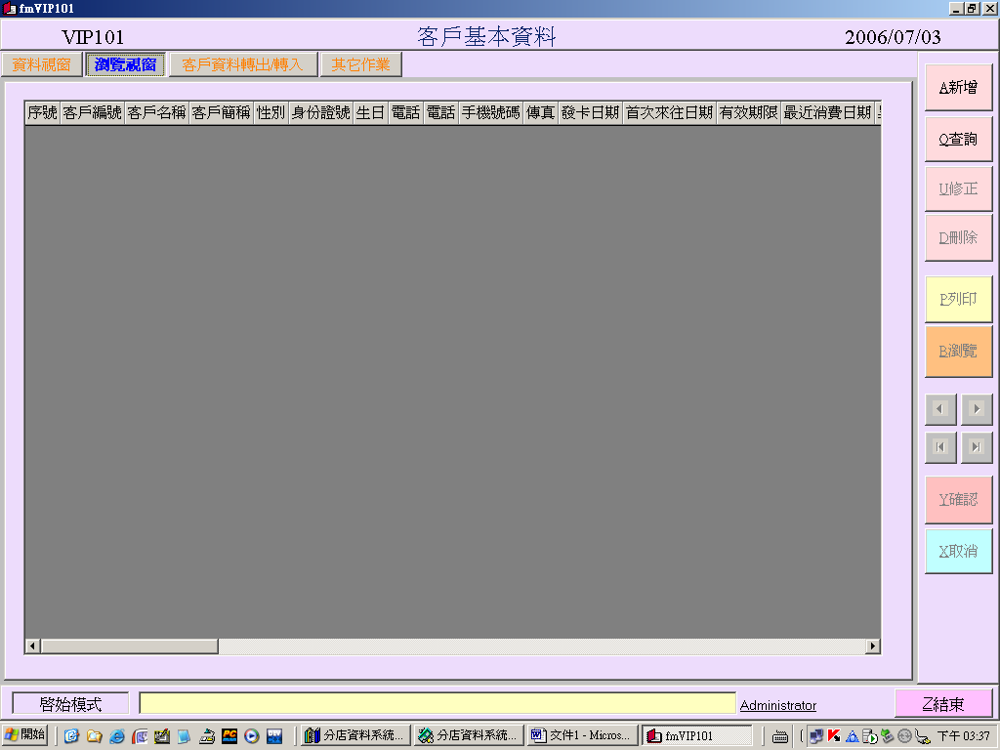 fmVIP101
VIP101 客戶基本資料 2006/07/03
資料視窗 瀏覽視窗 客戶資料轉出/轉入 其它作業
序號 客戶編號 客戶名稱 客戶簡稱 性別 身份證號 生日 電話 電話 手機號碼 傳真 發卡日期 首次來往日期 有效期限 最近消費日期
A新增
Q查詢
U修正
D刪除
P列印
B瀏覽
Y確認
X取消
啓始模式 Administrator Z結束
開始 分店資料系統... 分店資料系統... 文件1 - Micros... fmVIP101 下午 03:37